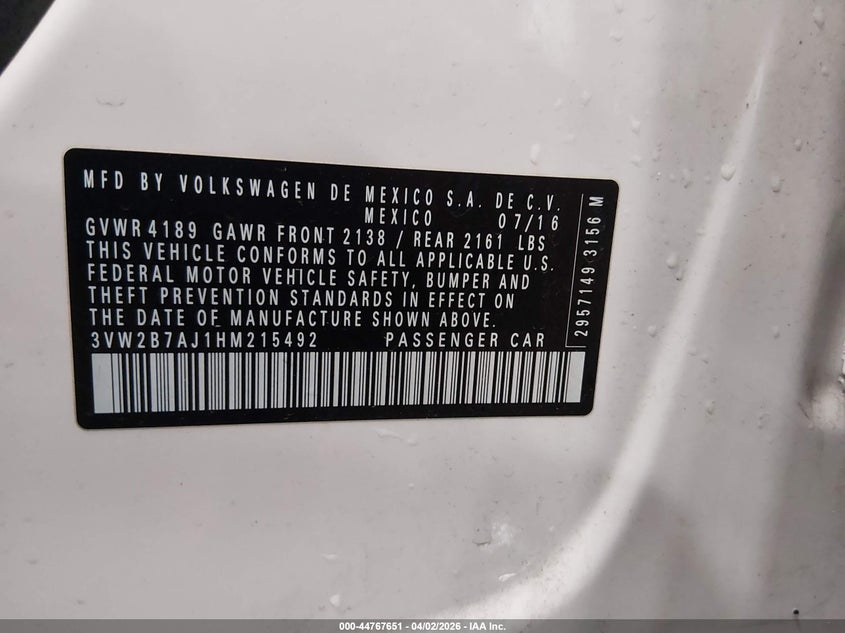 MFD BY VOLKSWAGEN DE MEXICO S.A. DE C.V.
MEXICO 07/16
GVWR 4189 GAWR FRONT 2138 / REAR 2161 LBS
THIS VEHICLE CONFORMS TO ALL APPLICABLE U.S.
FEDERAL MOTOR VEHICLE SAFETY, BUMPER AND
THEFT PREVENTION STANDARDS IN EFFECT ON
THE DATE OF MANUFACTURE SHOWN ABOVE.
3VW2B7AJ1HM215492 PASSENGER CAR
2957149 3156 M
000-44767651 - 04/02/2026 - IAA Inc.